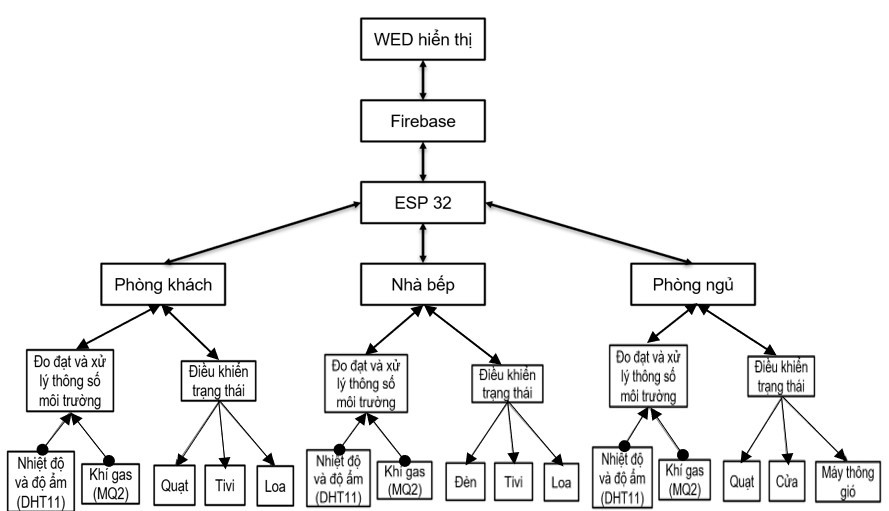 WED hiển thị
Firebase
ESP 32
Phòng khách
Nhà bếp
Phòng ngủ
Đo đạt và xử
lý thông số
môi trường
Điều khiển
trạng thái
Đo đạt và xử
lý thông số
môi trường
Điều khiển
trạng thái
Đo đạt và xử
lý thông số
môi trường
Điều khiển
trạng thái
Nhiệt độ
và độ ẩm
(DHT11)
Khí gas
(MQ2)
Quạt
Tivi
Loa
Nhiệt độ
và độ ẩm
(DHT11)
Khí gas
(MQ2)
Đèn
Tivi
Loa
Nhiệt độ
và độ ẩm
(DHT11)
Khí gas
(MQ2)
Quạt
Cửa
Máy thông
gió